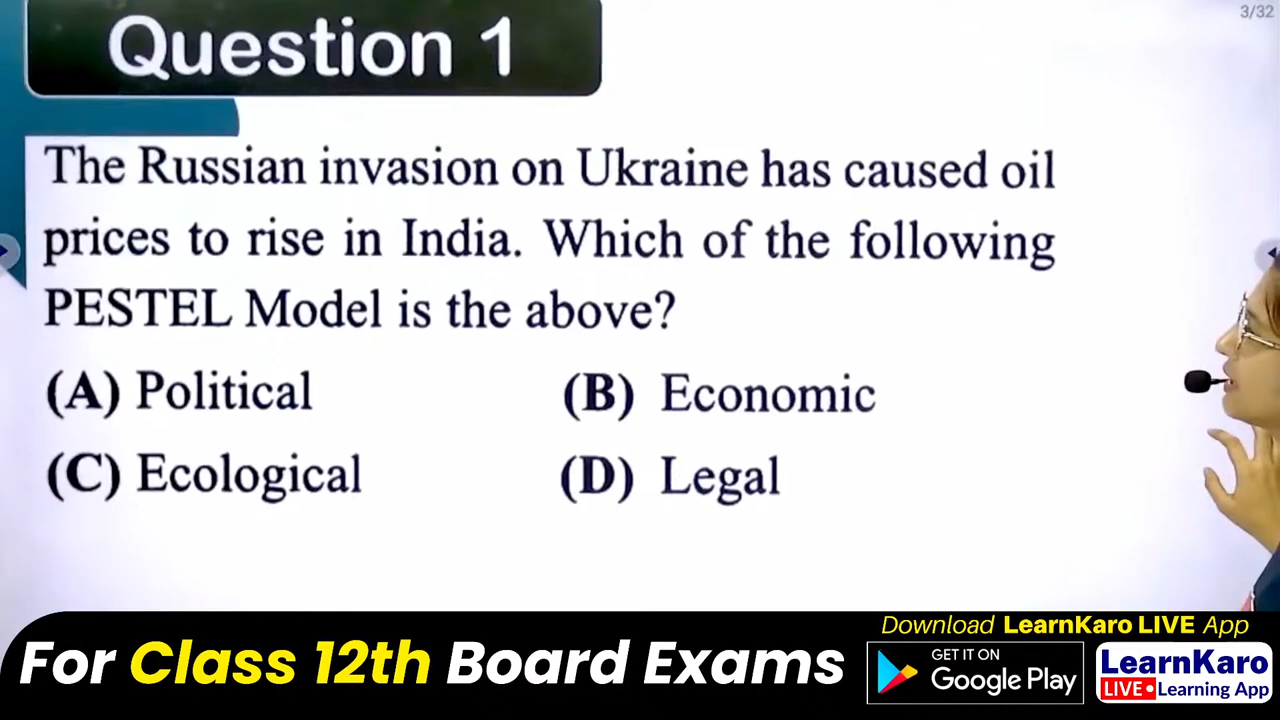 3/32
Question 1
The Russian invasion on Ukraine has caused oil
prices to rise in India. Which of the following
PESTEL Model is the above?
(A) Political
(B) Economic
(C) Ecological
(D) Legal
For Class 12th Board Exams
Download LearnKaro LIVE App
GET IT ON
Google Play
LearnKaro
LIVE • Learning App